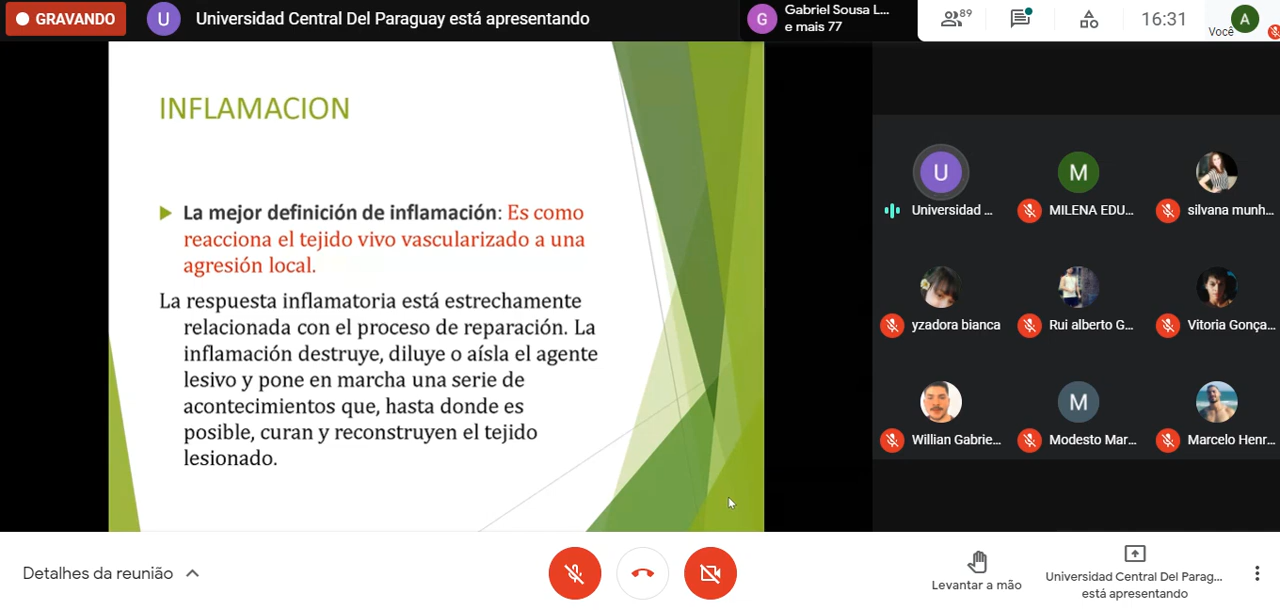 GRAVANDO
U
Universidad Central Del Paraguay está apresentando
G
Gabriel Sousa L...
e mais 77
89
16:31
Você
A
INFLAMACION
La mejor definición de inflamación: Es como
reacciona el tejido vivo vascularizado a una
agresión local.
La respuesta inflamatoria está estrechamente
relacionada con el proceso de reparación. La
inflamación destruye, diluye o aísla el agente
lesivo y pone en marcha una serie de
acontecimientos que, hasta donde es
posible, curan y reconstruyen el tejido
lesionado.
U
Universidad ...
M
MILENA EDU...
silvana munh...
yzadora bianca
Rui alberto G...
Vitoria Gonça...
Willian Gabrie...
M
Modesto Mar...
Marcelo Henr...
Detalhes da reunião
Levantar a mão
Universidad Central Del Parag...
está apresentando